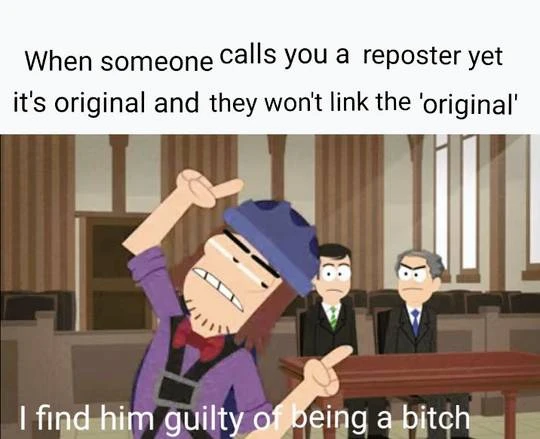 When someone calls you a reposter yet
it's original and they won't link the 'original'
I find him guilty of being a bitch